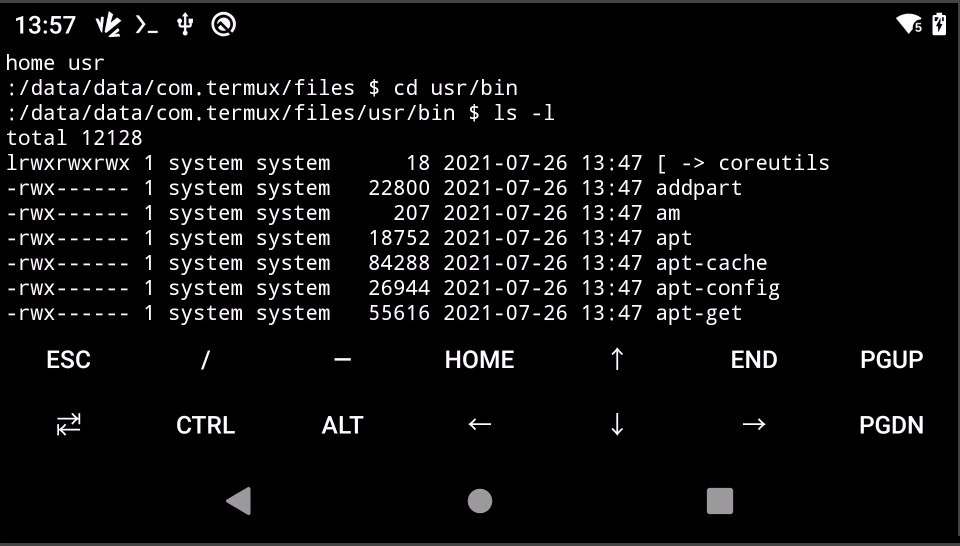 13:57 5
home usr
:/data/data/com.termux/files $ cd usr/bin
:/data/data/com.termux/files/usr/bin $ ls -l
total 12128
lrwxrwxrwx 1 system system      18 2021-07-26 13:47 [ -> coreutils
-rwx------ 1 system system   22800 2021-07-26 13:47 addpart
-rwx------ 1 system system     207 2021-07-26 13:47 am
-rwx------ 1 system system   18752 2021-07-26 13:47 apt
-rwx------ 1 system system   84288 2021-07-26 13:47 apt-cache
-rwx------ 1 system system   26944 2021-07-26 13:47 apt-config
-rwx------ 1 system system   55616 2021-07-26 13:47 apt-get
ESC / — HOME ↑ END PGUP
⇄ CTRL ALT ← ↓ → PGDN